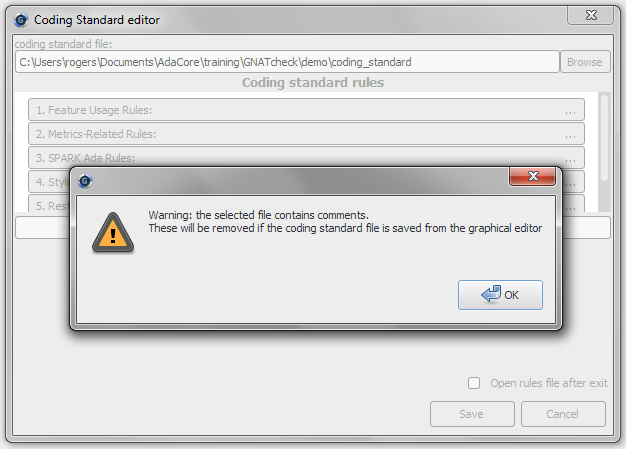 Coding Standard editor
coding standard file:
C:\Users\rogers\Documents\AdaCore\training\GNATcheck\demo\coding_standard
Browse
Coding standard rules
1. Feature Usage Rules:
...
2. Metrics-Related Rules:
...
3. SPARK Ada Rules:
...
4. Style
...
5. Res
...
Warning: the selected file contains comments.
These will be removed if the coding standard file is saved from the graphical editor
OK
Open rules file after exit
Save
Cancel